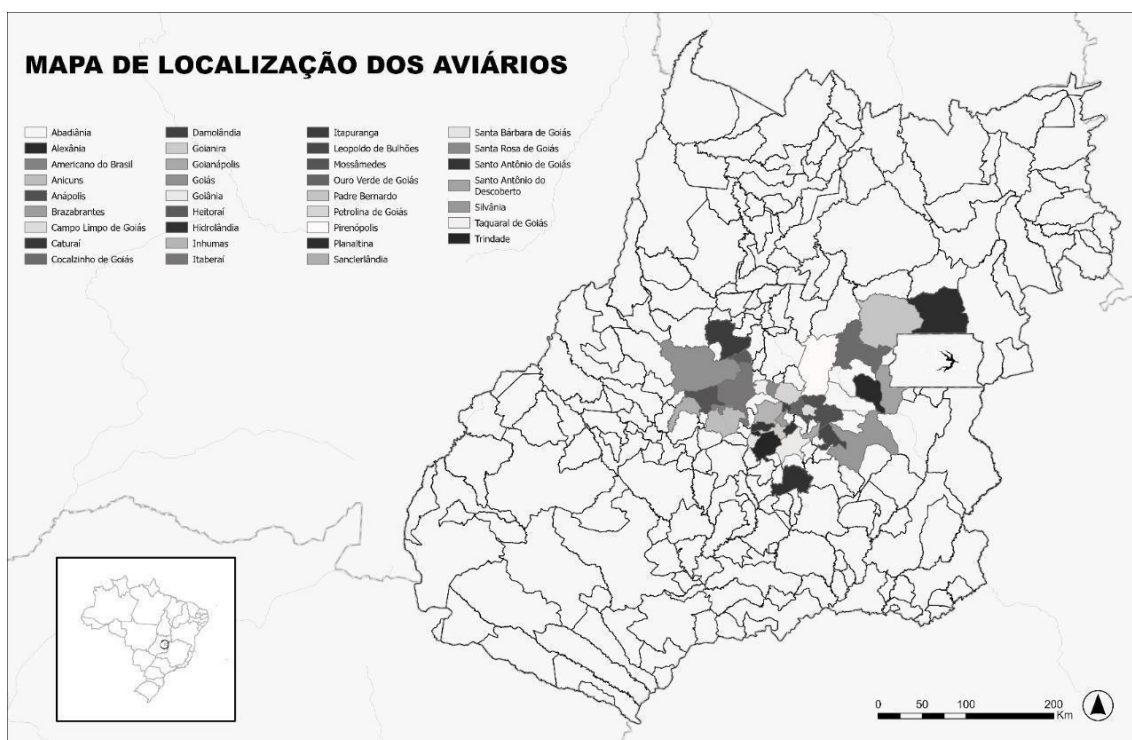 MAPA DE LOCALIZAÇÃO DOS AVIÁRIOS
Abadiânia
Alexânia
Americano do Brasil
Anicuns
Anápolis
Brazabrantes
Campo Limpo de Goiás
Caturaí
Cocalzinho de Goiás
Damolândia
Goianira
Goianápolis
Goiás
Goiânia
Heitoraí
Hidrolândia
Inhumas
Itaberaí
Itapuranga
Leopoldo de Bulhões
Mossâmedes
Ouro Verde de Goiás
Padre Bernardo
Petrolina de Goiás
Pirenópolis
Planaltina
Sanclerlândia
Santa Bárbara de Goiás
Santa Rosa de Goiás
Santo Antônio de Goiás
Santo Antônio do
Descoberto
Silvânia
Taquaral de Goiás
Trindade
0 50 100 200
Km